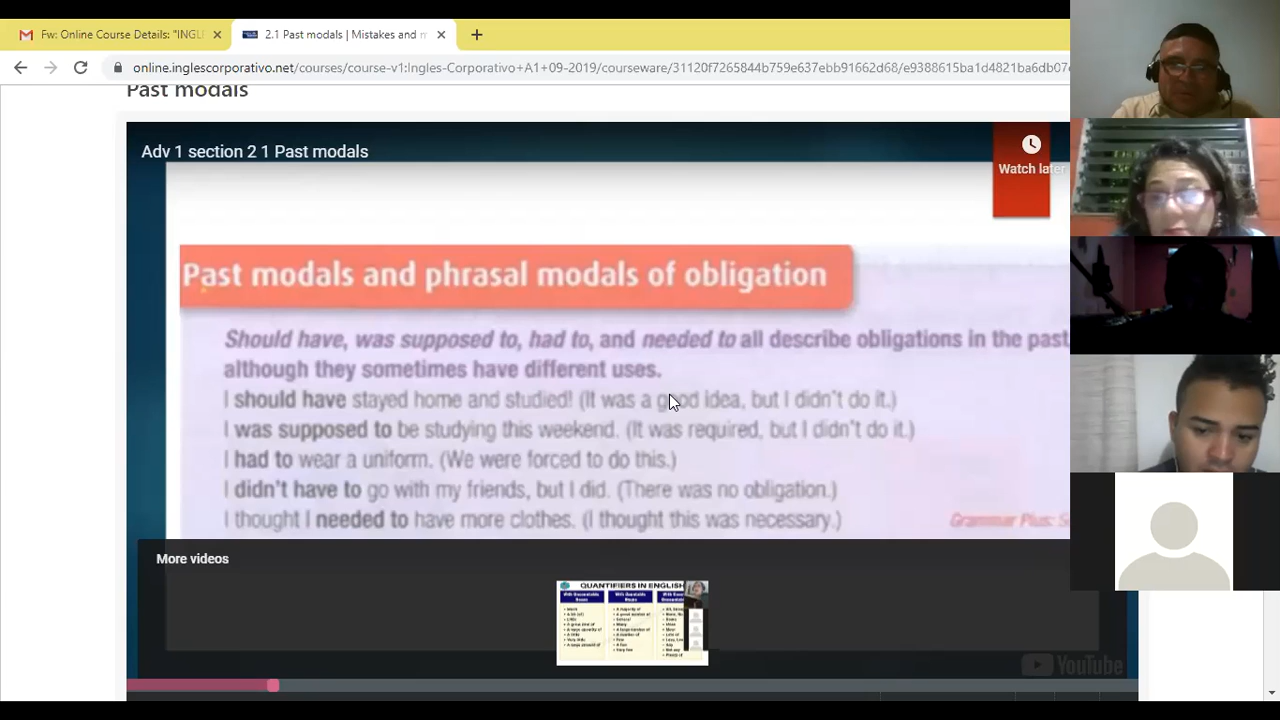 Fw: Online Course Details: "INGL
2.1 Past modals | Mistakes and m
online.inglescorporativo.net/courses/course-v1:Ingles-Corporativo+A1+09-2019/courseware/31120f7265844b759e637ebb91662d68/e9388615ba1d4821ba6db07
Past modals
Adv 1 section 2 1 Past modals
Watch later
Past modals and phrasal modals of obligation
Should have, was supposed to, had to, and needed to all describe obligations in the past
although they sometimes have different uses.
I should have stayed home and studied! (It was a good idea, but I didn't do it.)
I was supposed to be studying this weekend. (It was required, but I didn't do it.)
I had to wear a uniform. (We were forced to do this.)
I didn't have to go with my friends, but I did. (There was no obligation.)
I thought I needed to have more clothes. (I thought this was necessary.)
Grammar Plus: S
More videos
QUANTIFIERS IN ENGLISH
YouTube